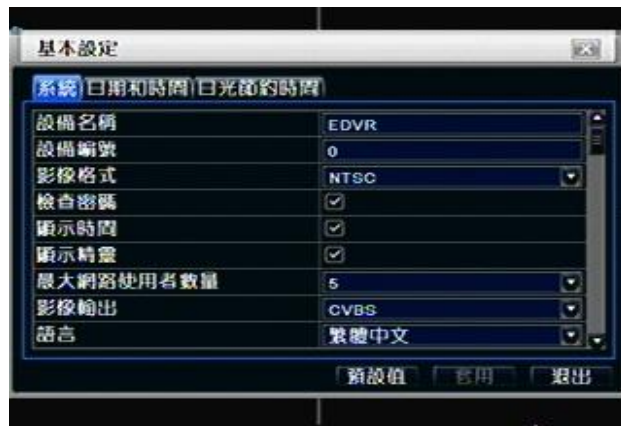 基本設定
系統 日期和時間 日光節約時間
設備名稱 EDVR
設備編號 0
影像格式 NTSC
檢查密碼
顯示時間
顯示精靈
最大網路使用者數量 5
影像輸出 CVBS
語言 繁體中文
預設值 套用 退出